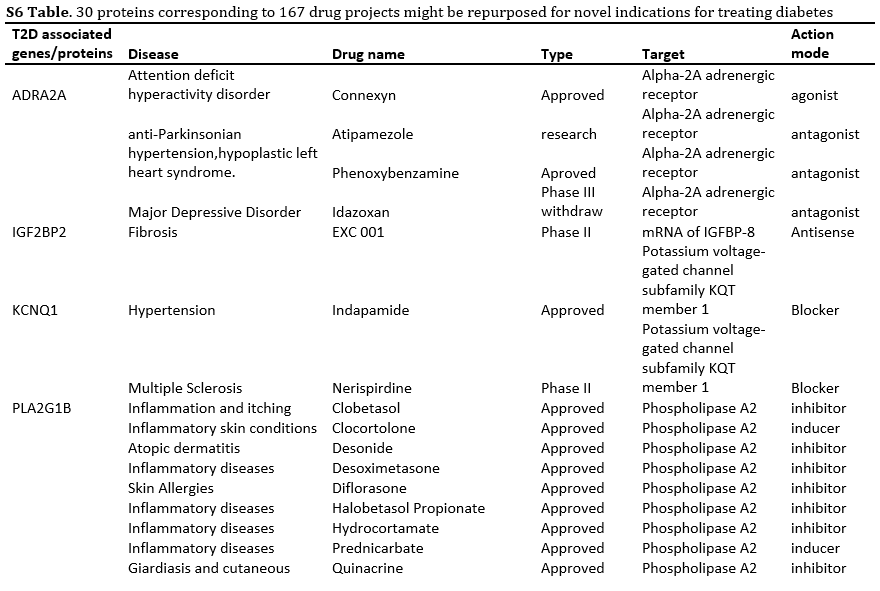 S6 Table. 30 proteins corresponding to 167 drug projects might be repurposed for novel indications for treating diabetes
T2D associated Action
genes/proteins Disease Drug name Type Target mode
Attention deficit Alpha-2A adrenergic
ADRA2A hyperactivity disorder Connexyn Approved receptor agonist
Alpha-2A adrenergic
anti-Parkinsonian Atipamezole research receptor antagonist
hypertension,hypoplastic left Alpha-2A adrenergic
heart syndrome. Phenoxybenzamine Aproved receptor antagonist
Phase III Alpha-2A adrenergic
Major Depressive Disorder Idazoxan withdraw receptor antagonist
IGF2BP2 Fibrosis EXC 001 Phase II mRNA of IGFBP-8 Antisense
Potassium voltage-
gated channel
subfamily KQT
KCNQ1 Hypertension Indapamide Approved member 1 Blocker
Potassium voltage-
gated channel
subfamily KQT
Multiple Sclerosis Nerispirdine Phase II member 1 Blocker
PLA2G1B Inflammation and itching Clobetasol Approved Phospholipase A2 inhibitor
Inflammatory skin conditions Clocortolone Approved Phospholipase A2 inducer
Atopic dermatitis Desonide Approved Phospholipase A2 inhibitor
Inflammatory diseases Desoximetasone Approved Phospholipase A2 inhibitor
Skin Allergies Diflorasone Approved Phospholipase A2 inhibitor
Inflammatory diseases Halobetasol Propionate Approved Phospholipase A2 inhibitor
Inflammatory diseases Hydrocortamate Approved Phospholipase A2 inhibitor
Inflammatory diseases Prednicarbate Approved Phospholipase A2 inducer
Giardiasis and cutaneous Quinacrine Approved Phospholipase A2 inhibitor